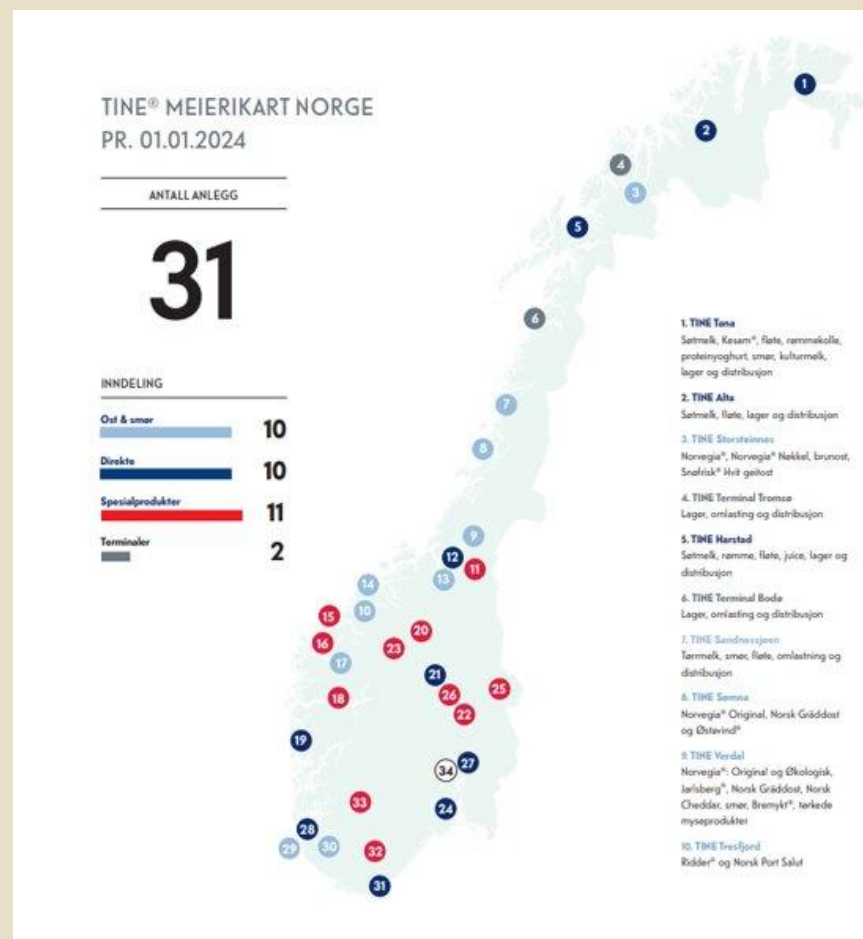 TINE® MEIERIKART NORGE
PR. 01.01.2024
ANTALL ANLEGG
31
INNDELING
Ost & smør
10
Direkte
10
Spesialprodukter
11
Terminaler
2
1
2
4
3
5
6
7
8
9
12
11
13
14
10
15
20
16
23
17
21
25
18
26
22
19
27
34
33
24
28
29
30
32
31
1. TINE Tana
Søtmelk, Kesam®, fløte, rømmekolle,
proteinyoghurt, smør, kulturmelk,
lager og distribusjon
2. TINE Alta
Søtmelk, fløte, lager og distribusjon
3. TINE Storsteinnes
Norvegia®, Norvegia® Nøkkel, brunost,
Snøfrisk® Hvit geitost
4. TINE Terminal Tromsø
Lager, omlasting og distribusjon
5. TINE Harstad
Søtmelk, rømme, fløte, juice, lager og
distribusjon
6. TINE Terminal Bodø
Lager, omlasting og distribusjon
7. TINE Sandnessjøen
Tørrmelk, smør, fløte, omlastning og
distribusjon
8. TINE Sømna
Norvegia® Original, Norsk Gräddost
og Østavind®
9. TINE Verdal
Norvegia®: Original og Økologisk,
Jarlsberg®, Norsk Gräddost, Norsk
Cheddar, smør, Bremykt®, tørkede
myseprodukter
10. TINE Tresfjord
Ridder® og Norsk Port Salut